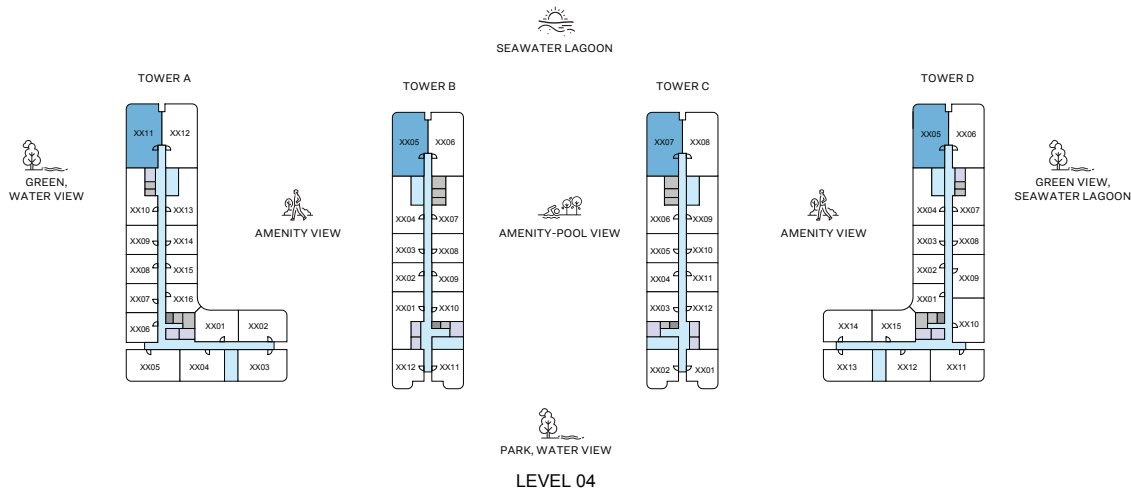 SEAWATER LAGOON
TOWER A
TOWER B
TOWER C
TOWER D
XX11
XX12
XX10
XX13
XX09
XX14
XX08
XX15
XX07
XX16
XX06
XX01
XX02
XX05
XX04
XX03
XX05
XX06
XX04
XX07
XX03
XX08
XX02
XX09
XX01
XX10
XX12
XX11
XX07
XX08
XX06
XX09
XX05
XX10
XX04
XX11
XX03
XX12
XX02
XX01
XX05
XX06
XX04
XX07
XX03
XX08
XX02
XX09
XX01
XX14
XX15
XX10
XX13
XX12
XX11
GREEN,
WATER VIEW
AMENITY VIEW
AMENITY-POOL VIEW
AMENITY VIEW
GREEN VIEW,
SEAWATER LAGOON
PARK, WATER VIEW
LEVEL 04